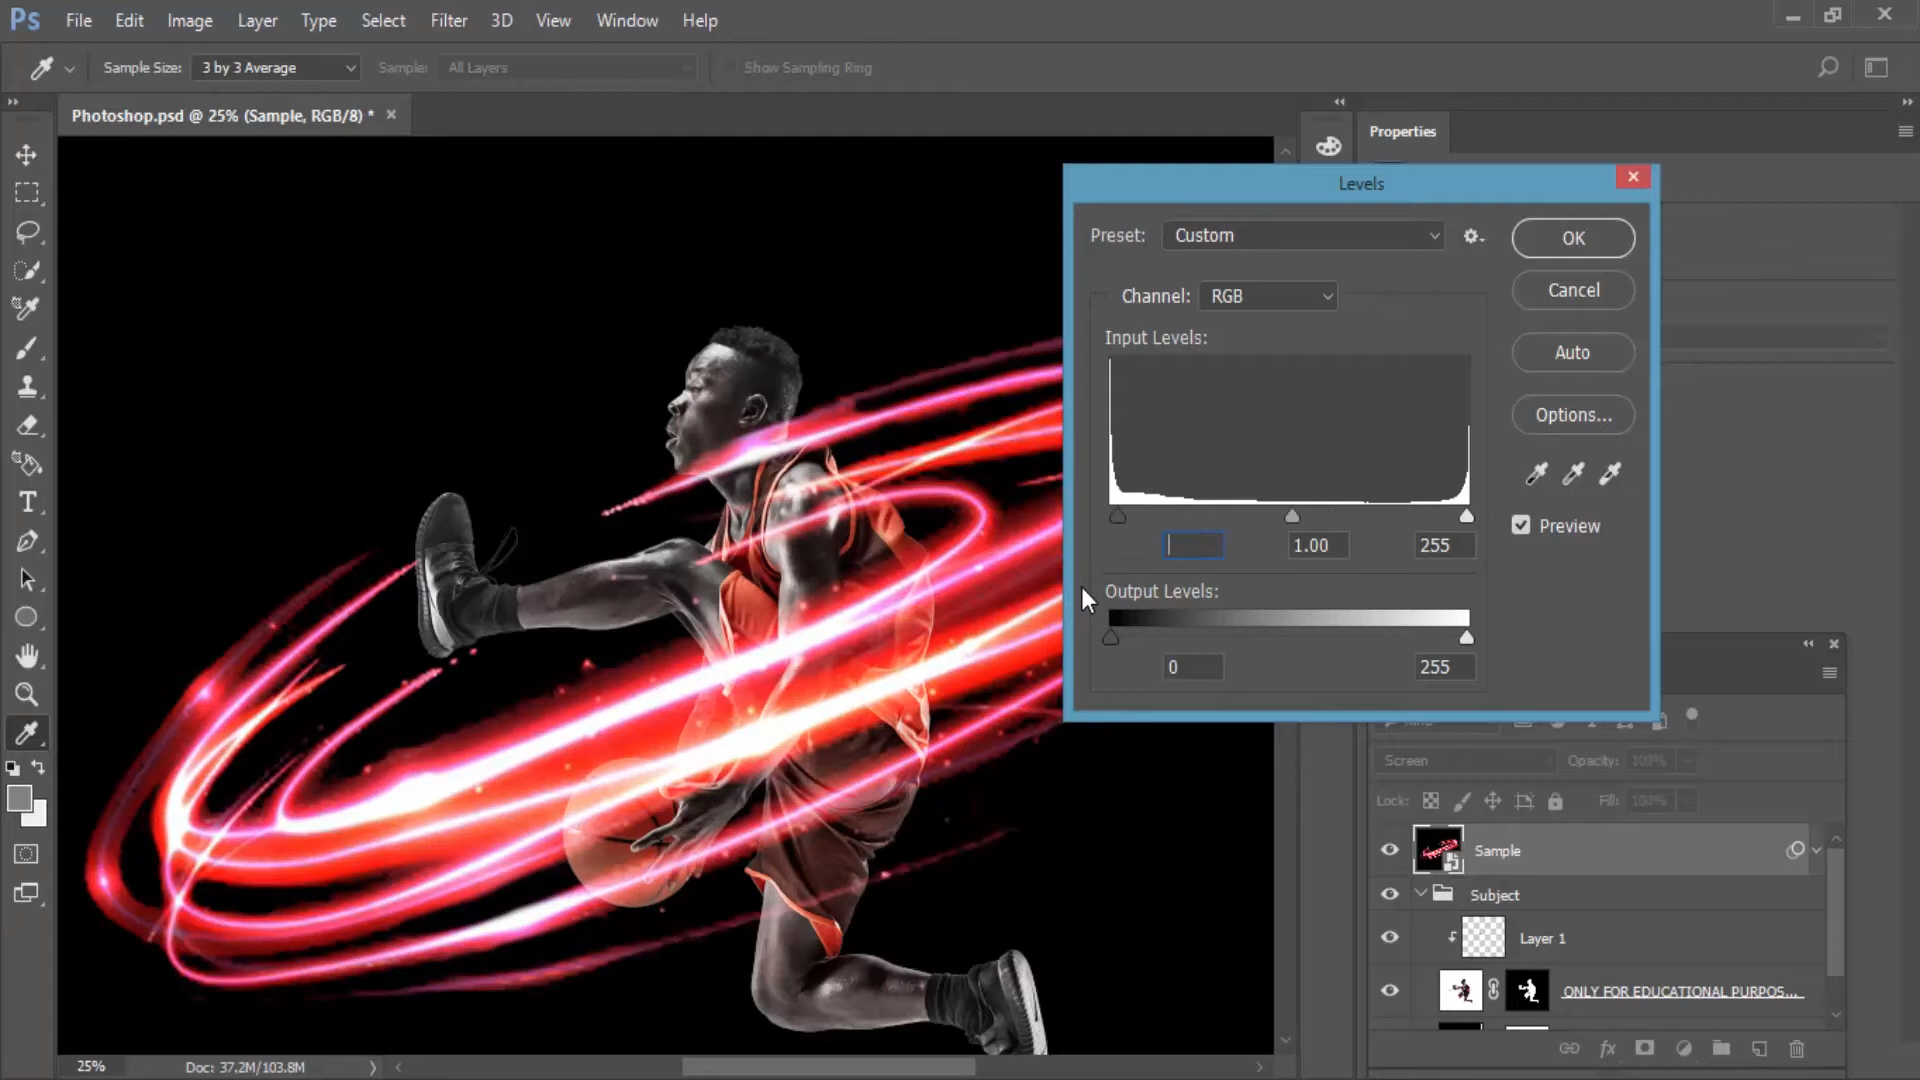 Ps File Edit Image Layer Type Select Filter 3D View Window Help
Sample Size: 3 by 3 Average Sample: All Layers Show Sampling Ring
Photoshop.psd @ 25% (Sample, RGB/8) * ×
Properties
Levels
Preset: Custom
OK
Channel: RGB
Cancel
Input Levels:
Auto
Options...
Preview
1.00 255
Output Levels:
0 255
Screen Opacity: 100%
Lock: Fill: 100%
Sample
Subject
Layer 1
ONLY FOR EDUCATIONAL PURPOS...
25% Doc: 37.2M/103.8M